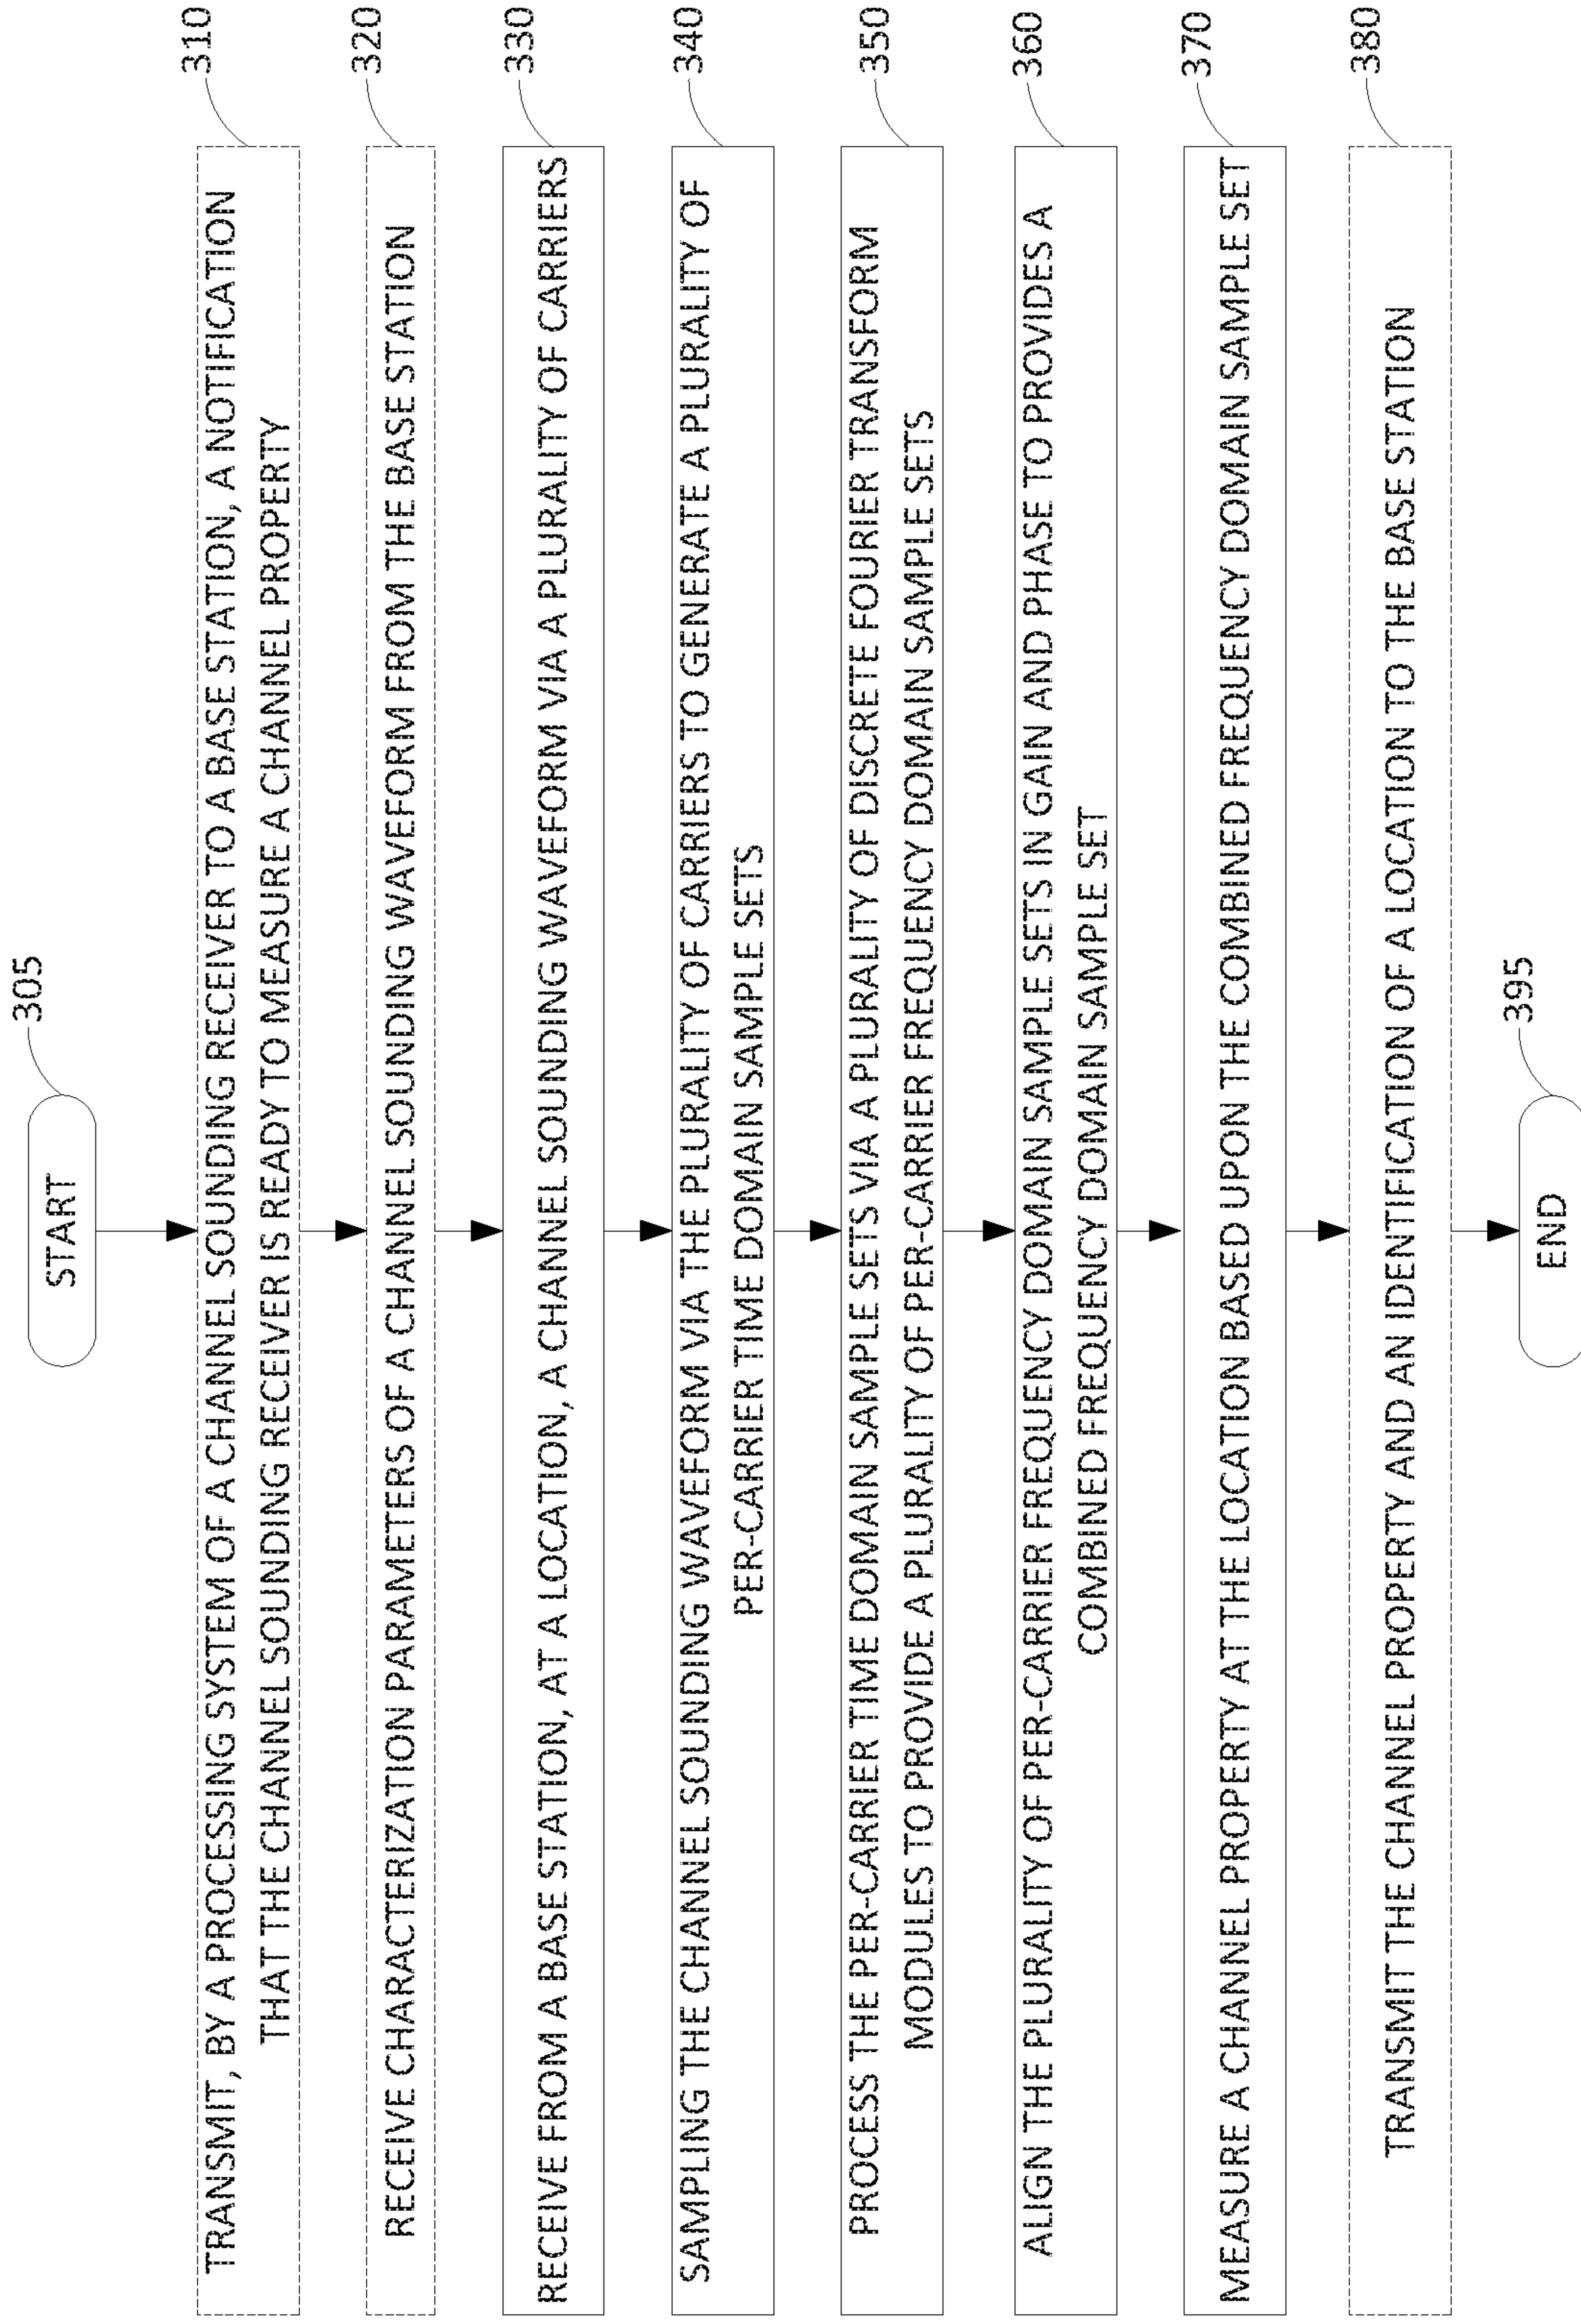 305
START
310
TRANSMIT, BY A PROCESSING SYSTEM OF A CHANNEL SOUNDING RECEIVER TO A BASE STATION, A NOTIFICATION
THAT THE CHANNEL SOUNDING RECEIVER IS READY TO MEASURE A CHANNEL PROPERTY
320
RECEIVE CHARACTERIZATION PARAMETERS OF A CHANNEL SOUNDING WAVEFORM FROM THE BASE STATION
330
RECEIVE FROM A BASE STATION, AT A LOCATION, A CHANNEL SOUNDING WAVEFORM VIA A PLURALITY OF CARRIERS
340
SAMPLING THE CHANNEL SOUNDING WAVEFORM VIA THE PLURALITY OF CARRIERS TO GENERATE A PLURALITY OF
PER-CARRIER TIME DOMAIN SAMPLE SETS
350
PROCESS THE PER-CARRIER TIME DOMAIN SAMPLE SETS VIA A PLURALITY OF DISCRETE FOURIER TRANSFORM
MODULES TO PROVIDE A PLURALITY OF PER-CARRIER FREQUENCY DOMAIN SAMPLE SETS
360
ALIGN THE PLURALITY OF PER-CARRIER FREQUENCY DOMAIN SAMPLE SETS IN GAIN AND PHASE TO PROVIDES A
COMBINED FREQUENCY DOMAIN SAMPLE SET
370
MEASURE A CHANNEL PROPERTY AT THE LOCATION BASED UPON THE COMBINED FREQUENCY DOMAIN SAMPLE SET
380
TRANSMIT THE CHANNEL PROPERTY AND AN IDENTIFICATION OF A LOCATION TO THE BASE STATION
395
END